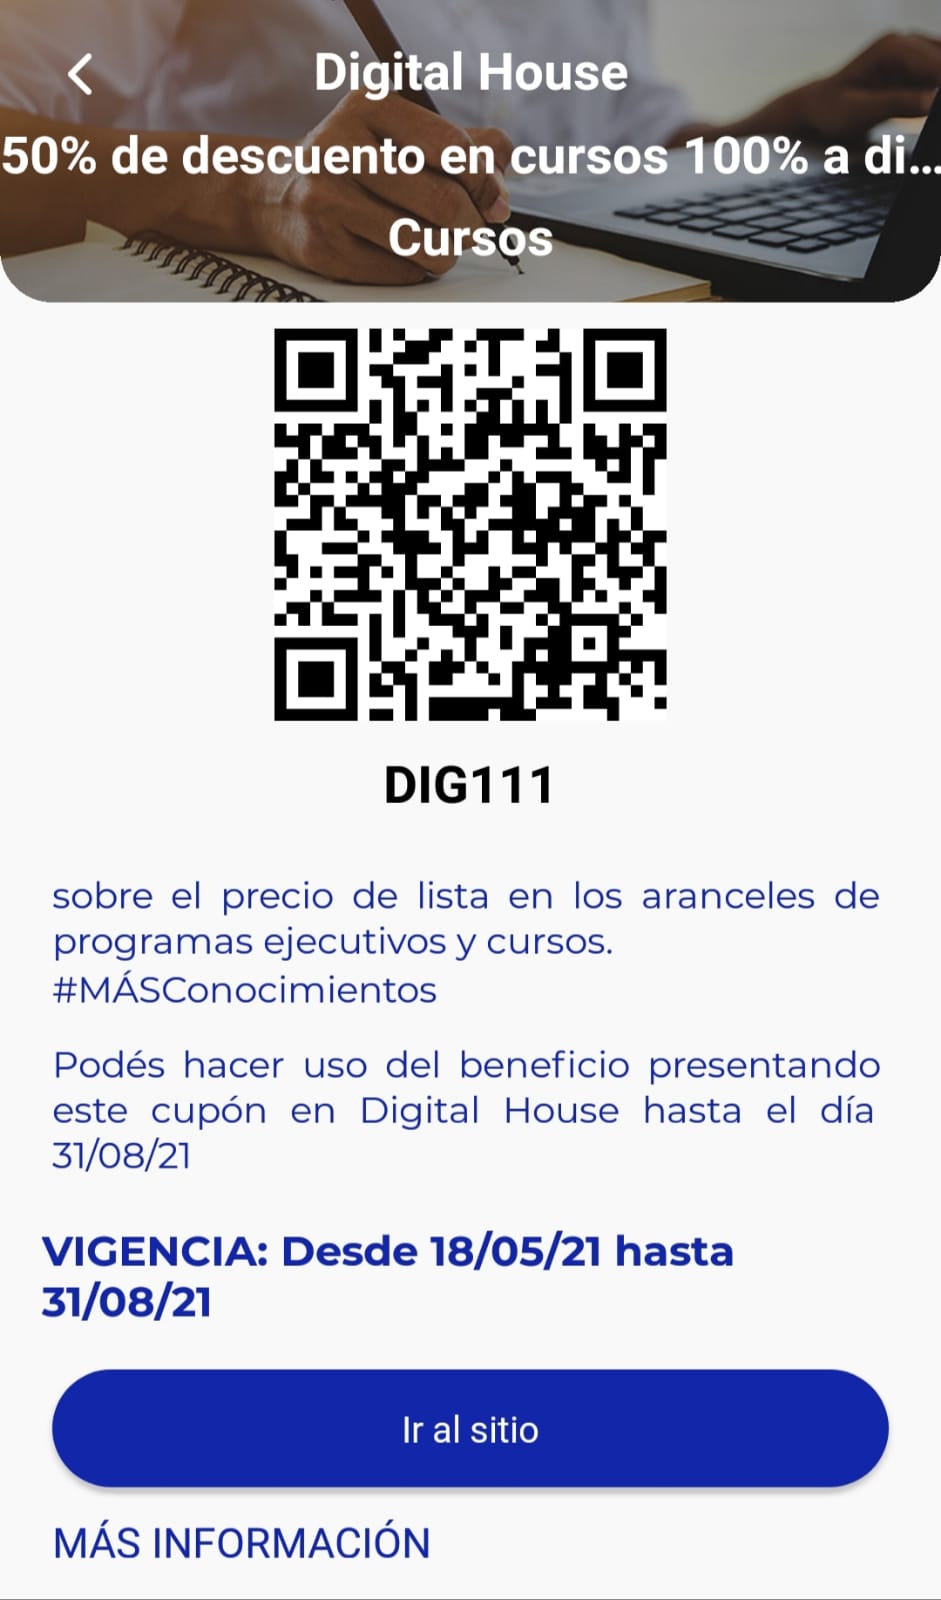 Digital House
50% de descuento en cursos 100% a di...
Cursos
DIG111
sobre el precio de lista en los aranceles de
programas ejecutivos y cursos.
#MÁSConocimientos
Podés hacer uso del beneficio presentando
este cupón en Digital House hasta el día
31/08/21
VIGENCIA: Desde 18/05/21 hasta
31/08/21
Ir al sitio
MÁS INFORMACIÓN